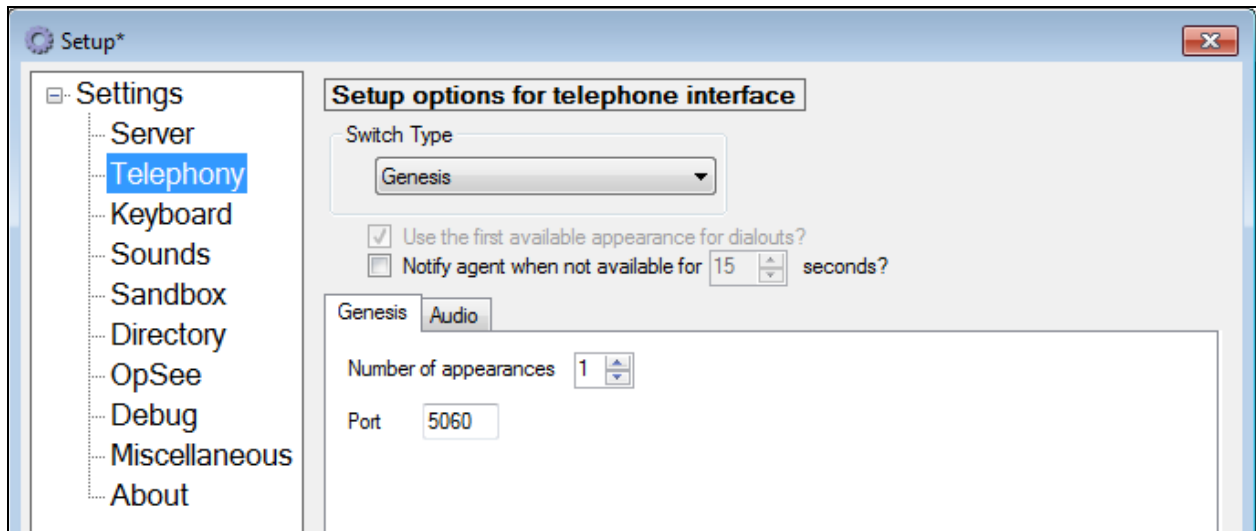 Setup*
Settings
Server
Telephony
Keyboard
Sounds
Sandbox
Directory
OpSee
Debug
Miscellaneous
About
Setup options for telephone interface
Switch Type
Genesis
Use the first available appearance for dialouts?
Notify agent when not available for 15 seconds?
Genesis Audio
Number of appearances 1
Port 5060